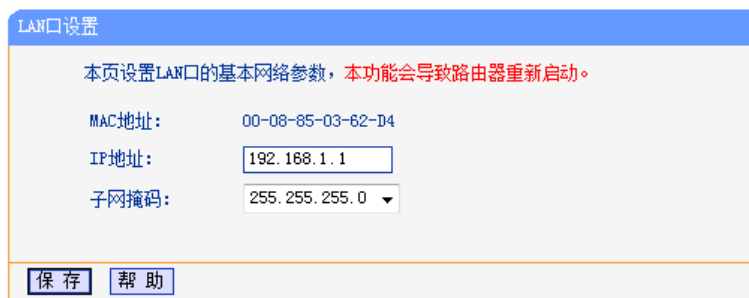 LAN口设置
本页设置LAN口的基本网络参数，本功能会导致路由器重新启动。
MAC地址： 00-08-85-03-62-D4
IP地址： 192.168.1.1
子网掩码： 255.255.255.0
保存 帮助